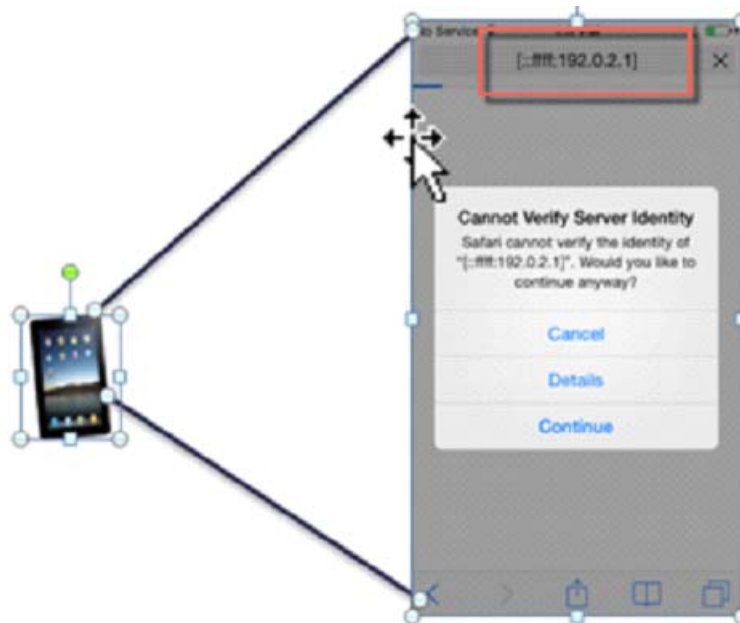 [::ffff:192.0.2.1]
Cannot Verify Server Identity
Safari cannot verify the identity of
"[::ffff:192.0.2.1]". Would you like to
continue anyway?
Cancel
Details
Continue